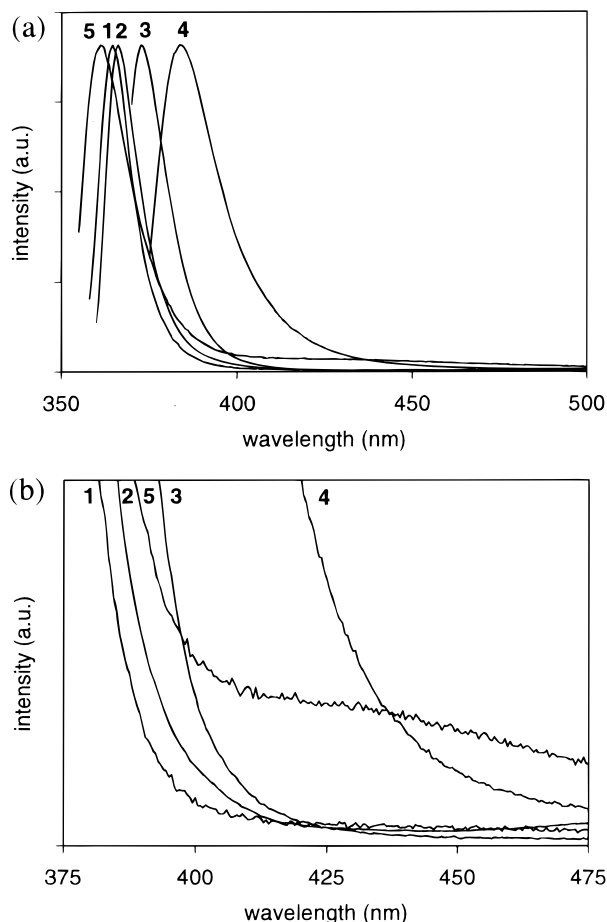 (a)
5 1 2 3 4
intensity (a.u.)
350 400 450 500
wavelength (nm)
(b)
1 2 5 3 4
intensity (a.u.)
375 400 425 450 475
wavelength (nm)